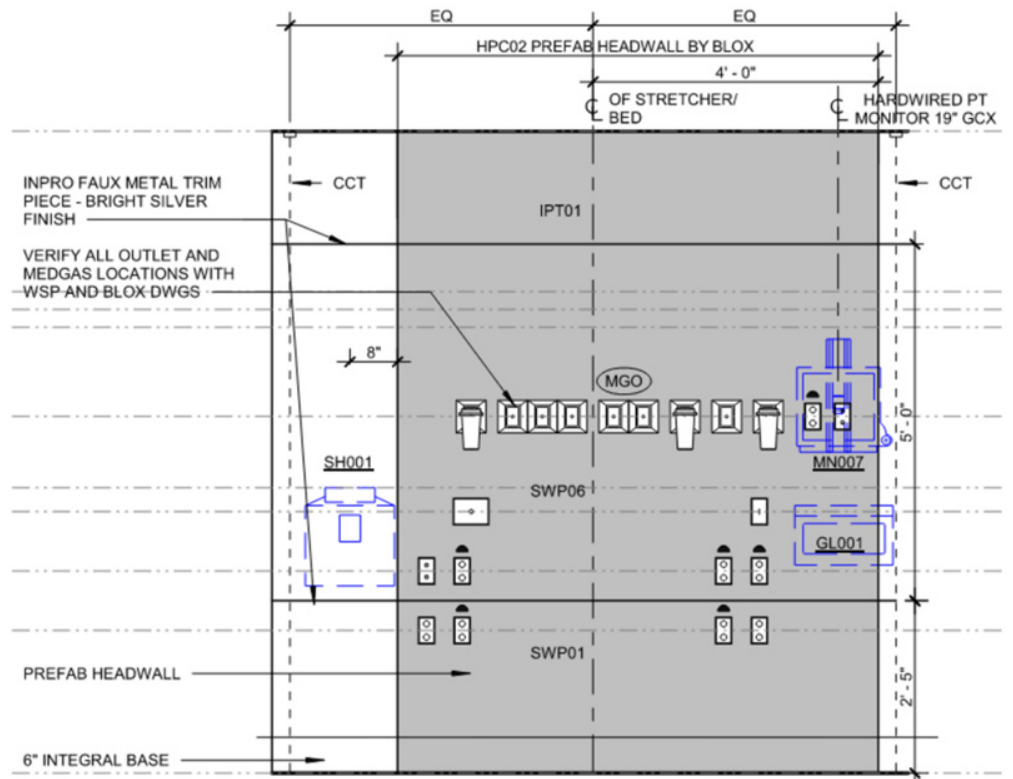 EQ
EQ
HPC02 PREFAB HEADWALL BY BLOX
4' - 0"
℄ OF STRETCHER/
BED
℄ HARDWIRED PT
MONITOR 19" GCX
INPRO FAUX METAL TRIM
PIECE - BRIGHT SILVER
FINISH
CCT
CCT
IPT01
VERIFY ALL OUTLET AND
MEDGAS LOCATIONS WITH
WSP AND BLOX DWGS
8"
MGO
5' - 0"
SH001
MN007
SWP06
GL001
SWP01
PREFAB HEADWALL
2' - 5"
6" INTEGRAL BASE